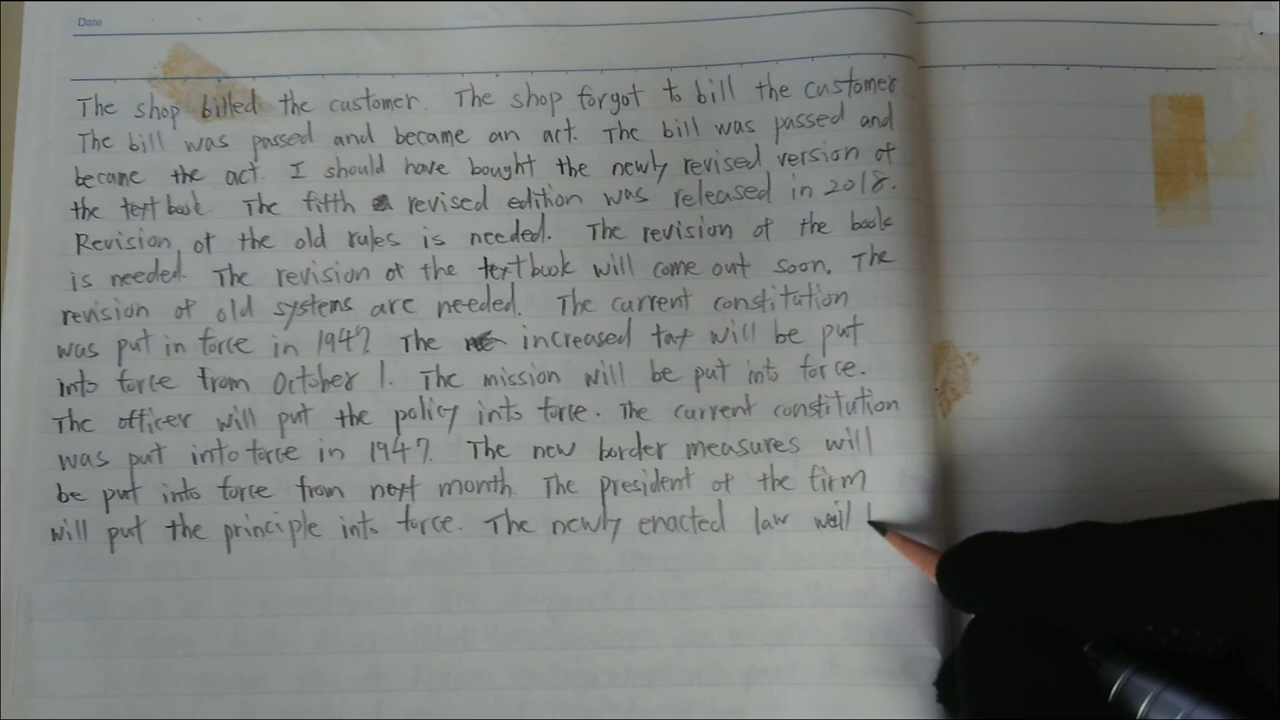 Date
The shop billed the customer. The shop forgot to bill the customer
The bill was passed and became an act. The bill was passed and
became the act. I should have bought the newly revised version of
the textbook. The fifth revised edition was released in 2018.
Revision of the old rules is needed. The revision of the book
is needed. The revision of the textbook will come out soon. The
revision of old systems are needed. The current constitution
was put in force in 1947 The increased tax will be put
into force from October 1. The mission will be put into force.
The officer will put the policy into force. The current constitution
was put into force in 1947. The new border measures will
be put into force from next month. The president of the firm
will put the principle into force. The newly enacted law will